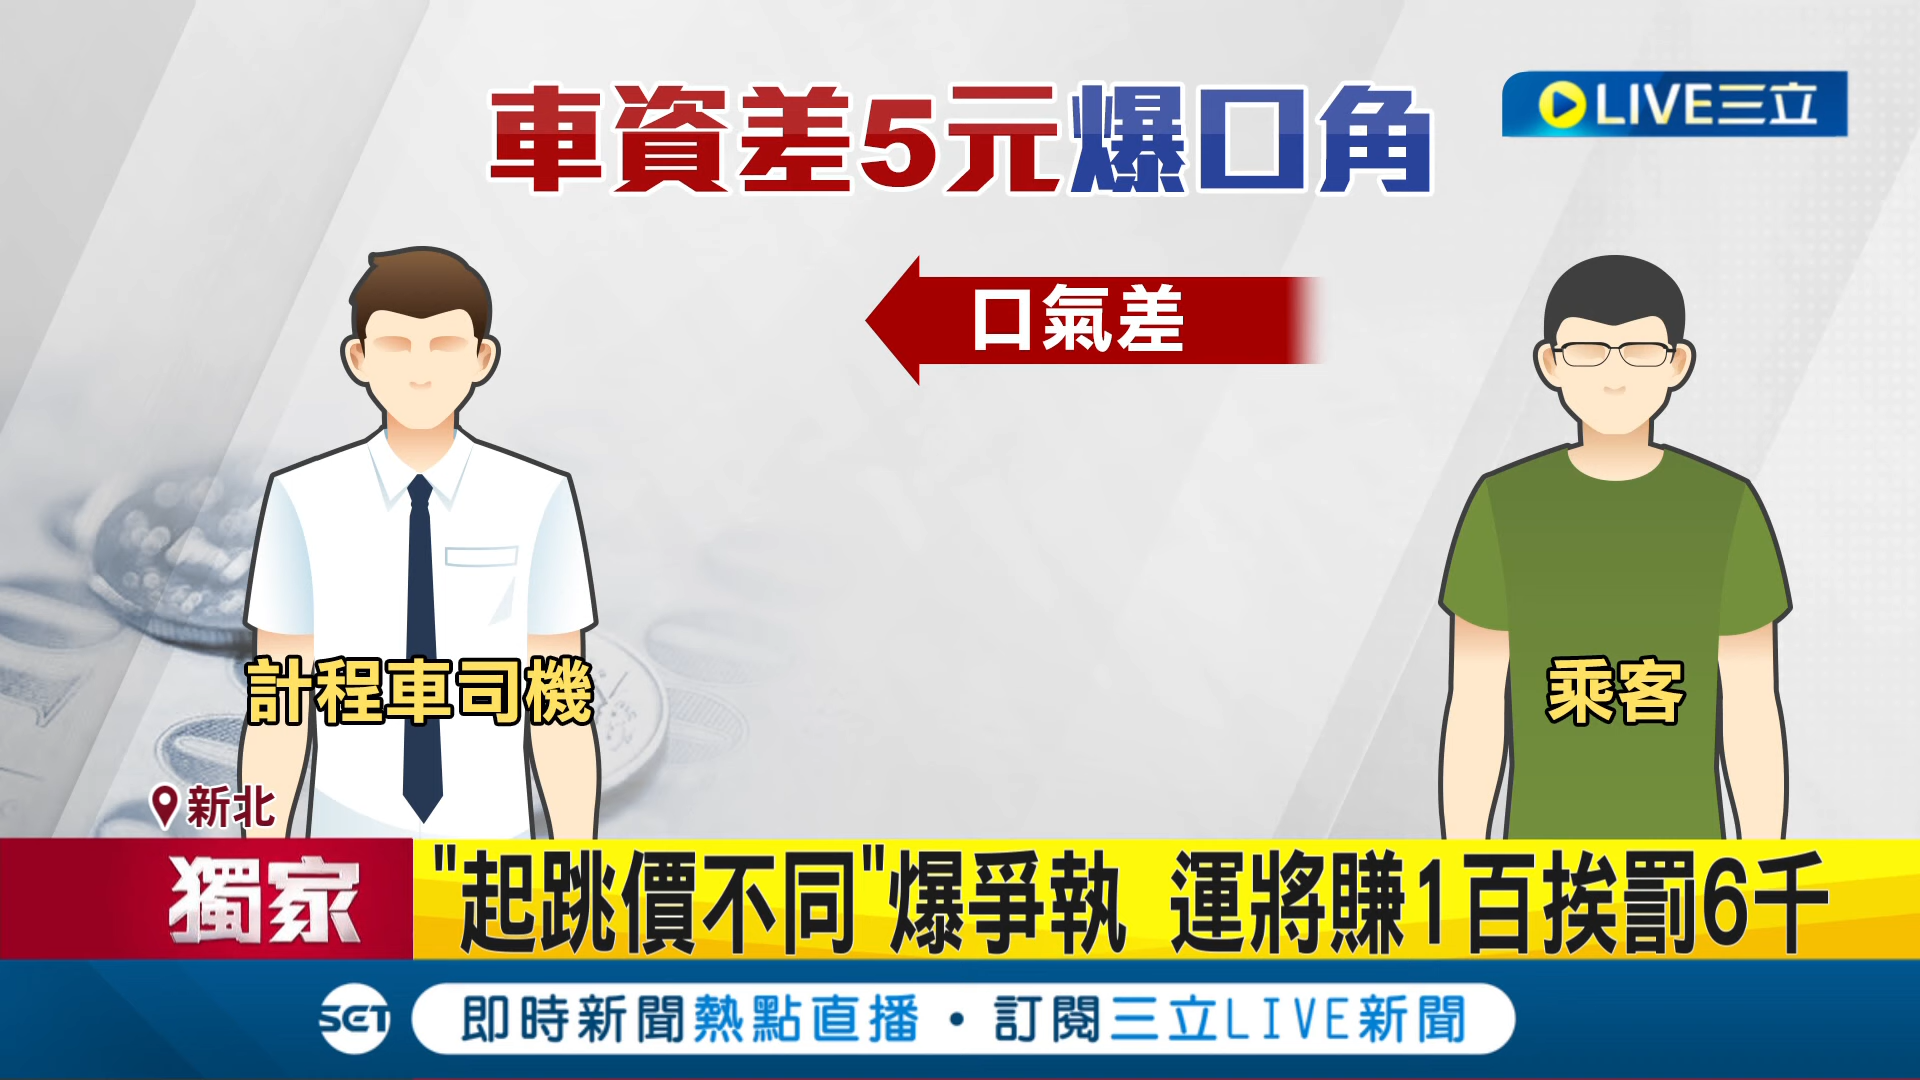 車資差5元爆口角
LIVE三立
口氣差
計程車司機
乘客
新北
獨家
"起跳價不同"爆爭執 運將賺1百挨罰6千
SET
即時新聞熱點直播・訂閱三立LIVE新聞